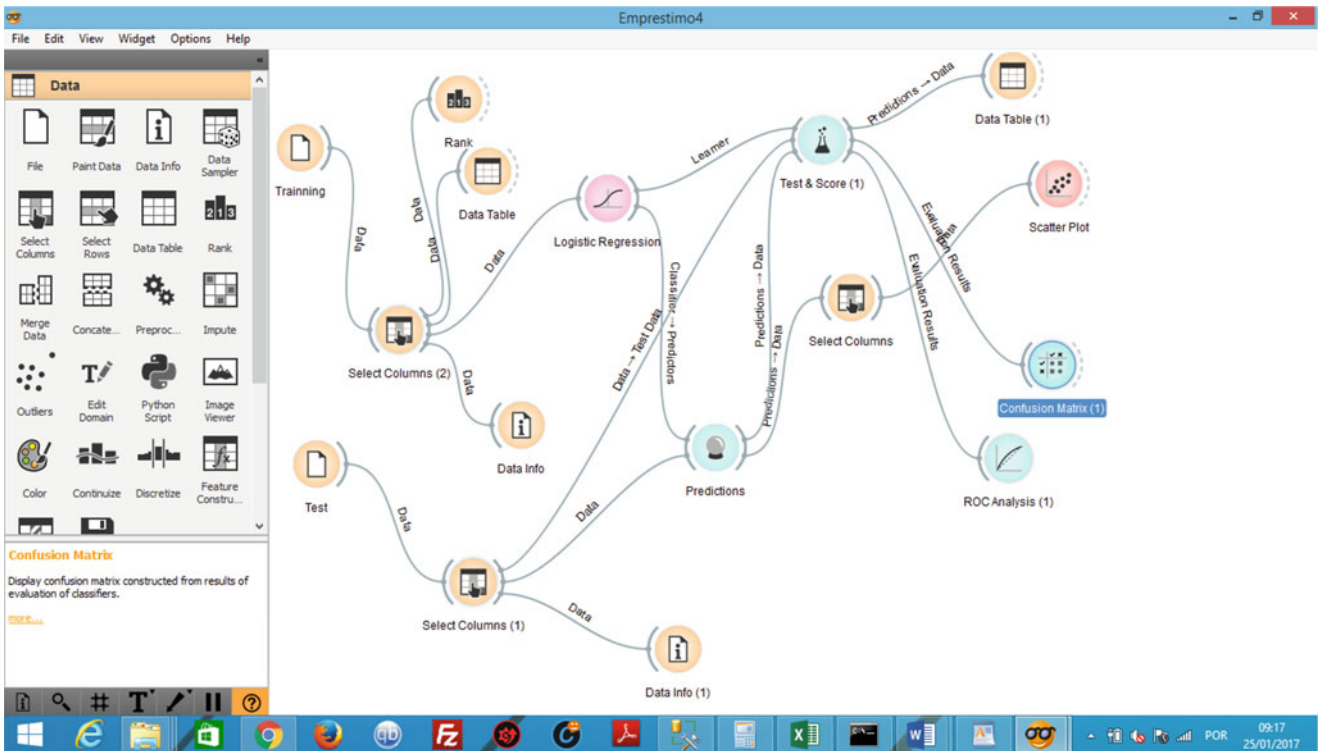 Emprestimo4
File Edit View Widget Options Help
Data
File Paint Data Data Info Data Sampler
Select Columns Select Rows Data Table Rank
Merge Data Concate... Preproc... Impute
Outliers Edit Domain Python Script Image Viewer
Color Continuize Discretize Feature Constru...
Confusion Matrix
Display confusion matrix constructed from results of
evaluation of classifiers.
more...
Trainning
Data
Rank
Data
Data Table
Data
Data
Select Columns (2)
Data
Data Info
Logistic Regression
Learner
Classifier → Predictors
Test & Score (1)
Predictions → Data
Data Table (1)
Scatter Plot
Data
Evaluation Results
Evaluation Results
Select Columns
Predictions → Data
Predictions → Data
Data → Test Data
Confusion Matrix (1)
ROC Analysis (1)
Predictions
Test
Data
Data
Select Columns (1)
Data
Data Info (1)
POR
09:17
25/01/2017